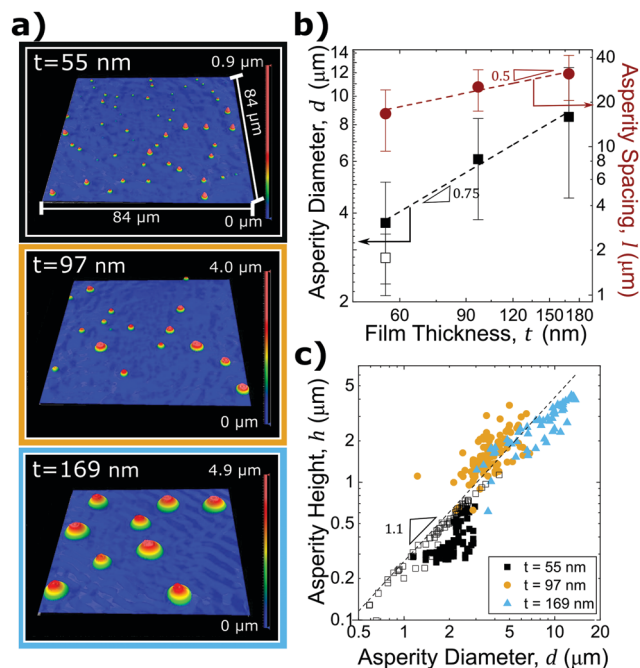 a)
t=55 nm
0.9 µm
84 µm
84 µm
0 µm
t=97 nm
4.0 µm
0 µm
t=169 nm
4.9 µm
0 µm
b)
14
12
10
8
6
4
2
Asperity Diameter, d (µm)
40
20
10
8
6
4
2
1
Asperity Spacing, l (µm)
0.5
0.75
60
90
120
150
180
Film Thickness, t (nm)
c)
5
2
1
0.5
0.2
0.1
Asperity Height, h (µm)
1.1
t = 55 nm
t = 97 nm
t = 169 nm
0.5
1
2
5
10
20
Asperity Diameter, d (µm)